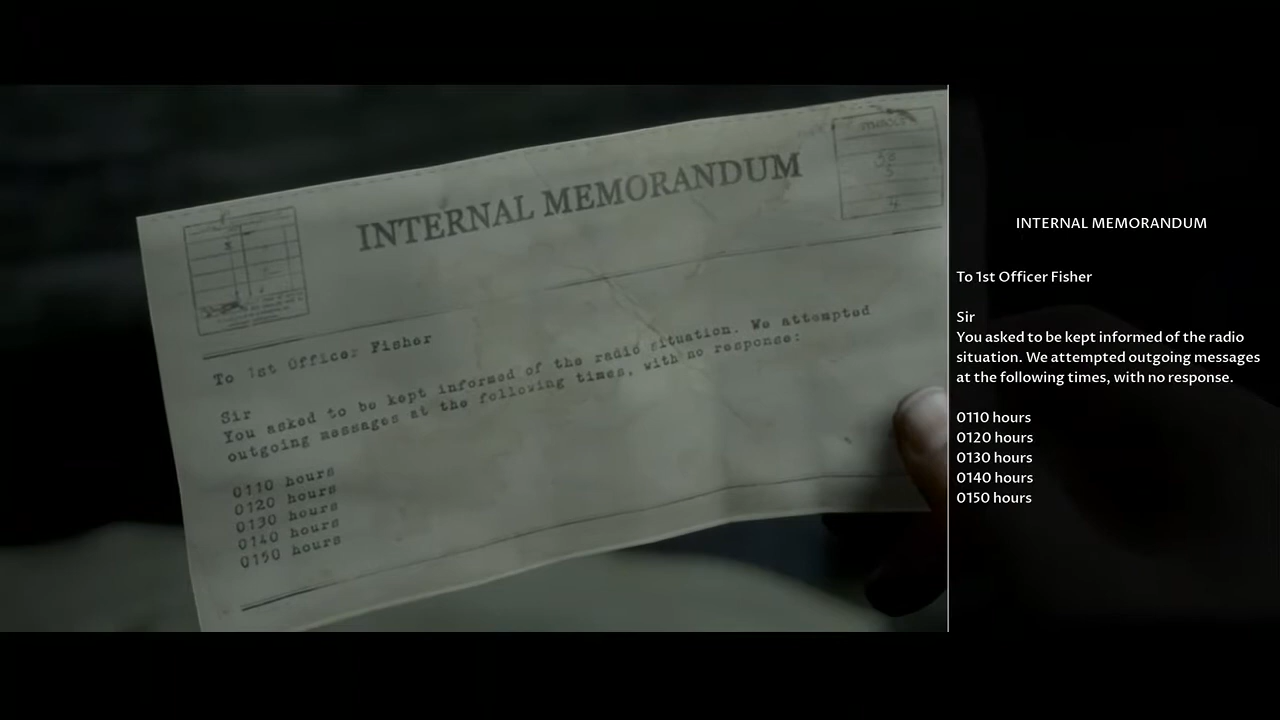 INTERNAL MEMORANDUM
To 1st Officer Fisher
Sir
You asked to be kept informed of the radio situation. We attempted
outgoing messages at the following times, with no response:
0110 hours
0120 hours
0130 hours
0140 hours
0150 hours
INTERNAL MEMORANDUM
To 1st Officer Fisher
Sir
You asked to be kept informed of the radio
situation. We attempted outgoing messages
at the following times, with no response.
0110 hours
0120 hours
0130 hours
0140 hours
0150 hours